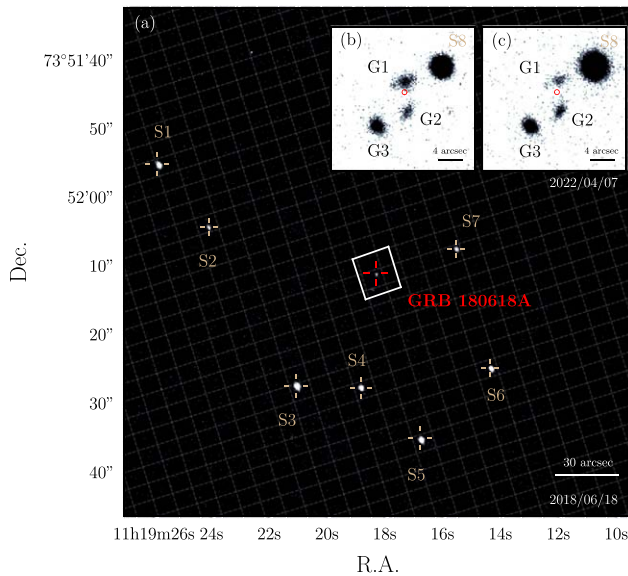 (a)
(b)
S8
G1
G2
G3
4 arcsec
(c)
S8
G1
G2
G3
4 arcsec
2022/04/07
S1
S2
S7
GRB 180618A
S4
S3
S6
S5
30 arcsec
2018/06/18
73°51'40"
50"
52'00"
10"
20"
30"
40"
Dec.
11h19m26s 24s 22s 20s 18s 16s 14s 12s 10s
R.A.